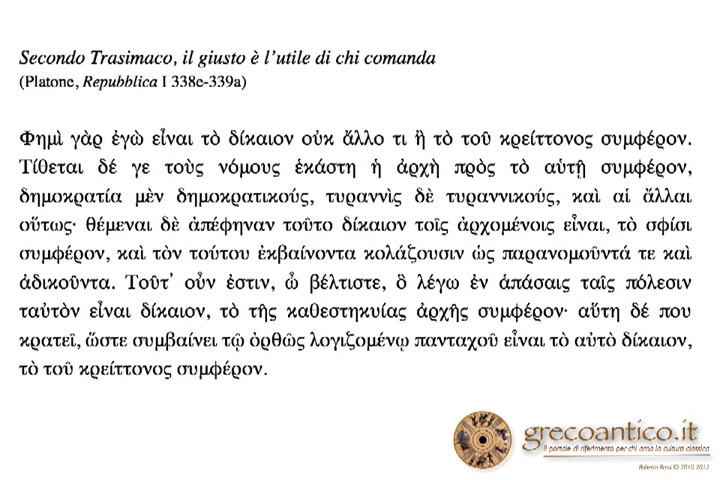 Secondo Trasimaco, il giusto è l'utile di chi comanda
(Platone, Repubblica I 338e-339a)
Φημὶ γὰρ ἐγὼ εἶναι τὸ δίκαιον οὐκ ἄλλο τι ἢ τὸ τοῦ κρείττονος συμφέρον.
Τίθεται δέ γε τοὺς νόμους ἑκάστη ἡ ἀρχὴ πρὸς τὸ αὑτῇ συμφέρον,
δημοκρατία μὲν δημοκρατικούς, τυραννὶς δὲ τυραννικούς, καὶ αἱ ἄλλαι
οὕτως· θέμεναι δὲ ἀπέφηναν τοῦτο δίκαιον τοῖς ἀρχομένοις εἶναι, τὸ σφίσι
συμφέρον, καὶ τὸν τούτου ἐκβαίνοντα κολάζουσιν ὡς παρανομοῦντά τε καὶ
ἀδικοῦντα. Τοῦτ' οὖν ἐστιν, ὦ βέλτιστε, ὃ λέγω ἐν ἁπάσαις ταῖς πόλεσιν
ταὐτὸν εἶναι δίκαιον, τὸ τῆς καθεστηκυίας ἀρχῆς συμφέρον· αὕτη δέ που
κρατεῖ, ὥστε συμβαίνει τῷ ὀρθῶς λογιζομένῳ πανταχοῦ εἶναι τὸ αὐτὸ δίκαιον,
τὸ τοῦ κρείττονος συμφέρον.
grecoantico.it
il portale di riferimento per chi ama la cultura classica
Roberto Rossi © 2010 2012